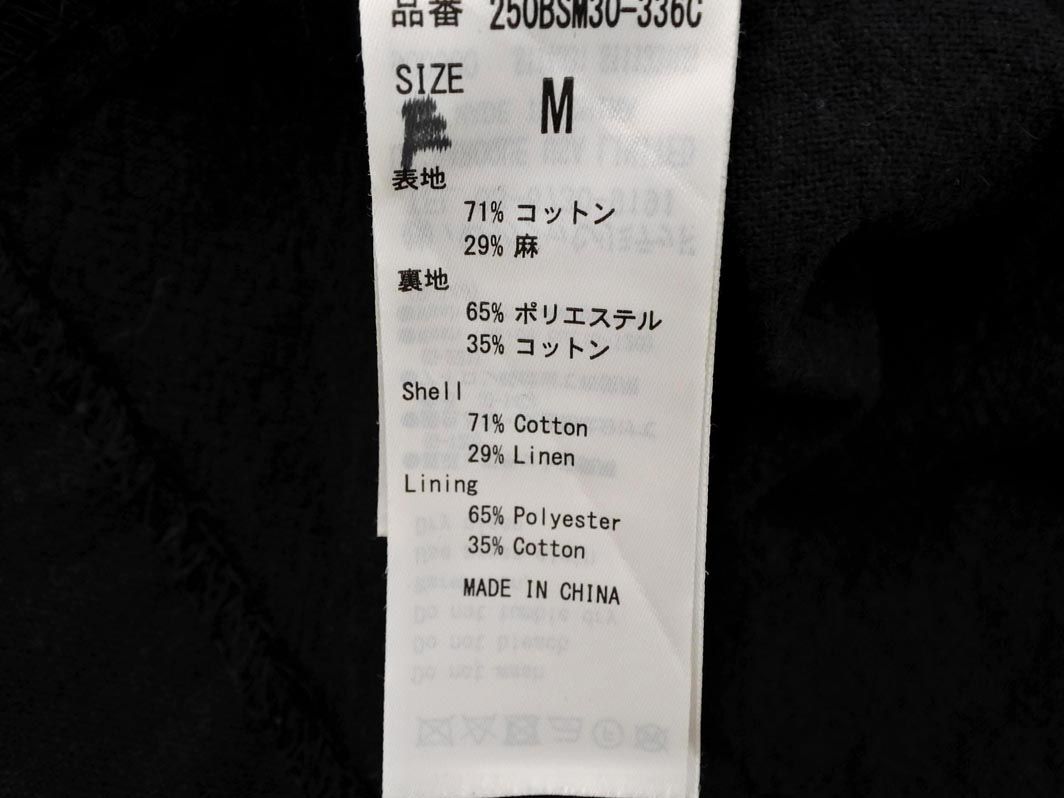 品番 250BSM30-336C
SIZE M
表地
71% コットン
29% 麻
裏地
65% ポリエステル
35% コットン
Shell
71% Cotton
29% Linen
Lining
65% Polyester
35% Cotton
MADE IN CHINA